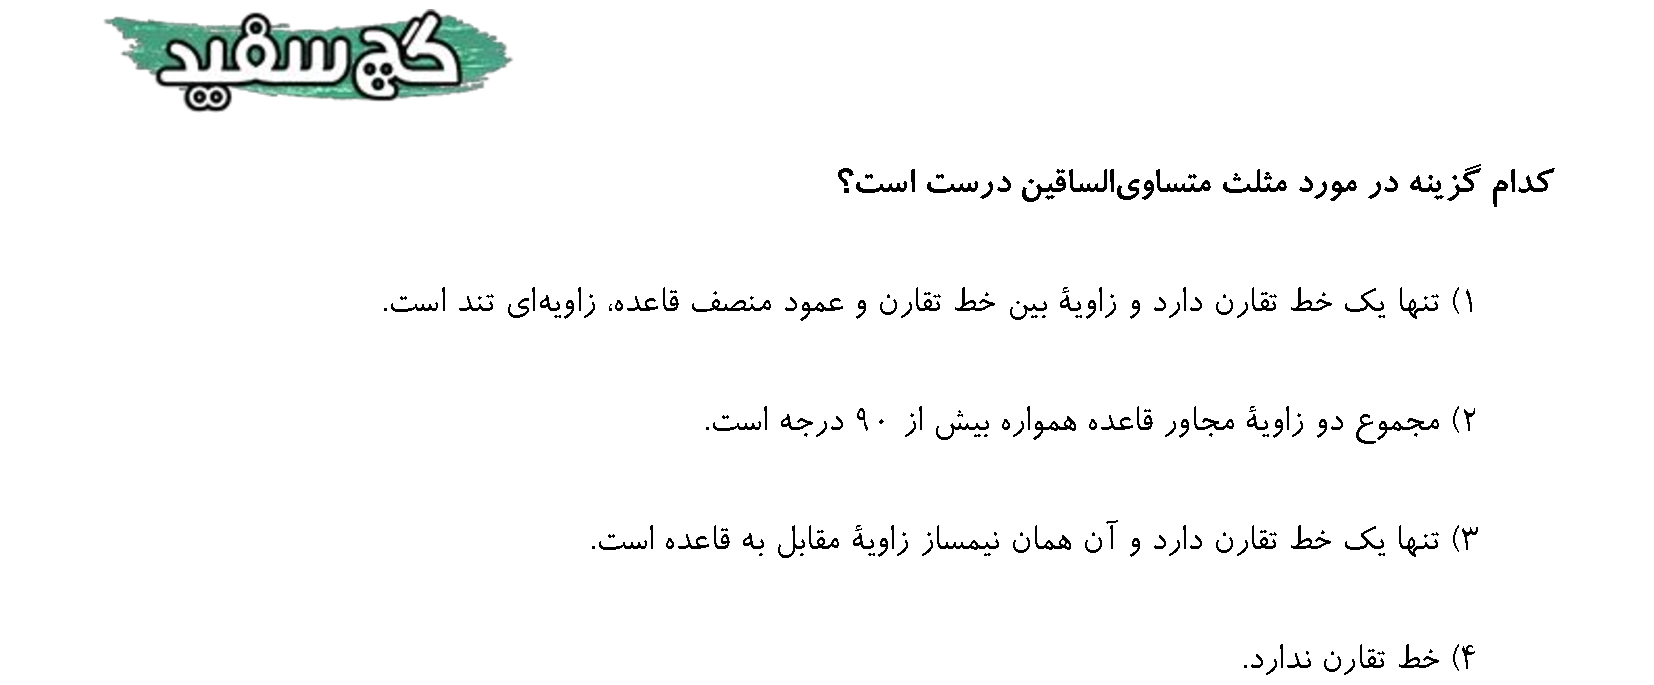 گچ سفید
کدام گزینه در مورد مثلث متساوی‌الساقین درست است؟
۱) تنها یک خط تقارن دارد و زاویهٔ بین خط تقارن و عمود منصف قاعده، زاویه‌ای تند است.
۲) مجموع دو زاویهٔ مجاور قاعده همواره بیش از ۹۰ درجه است.
۳) تنها یک خط تقارن دارد و آن همان نیمساز زاویهٔ مقابل به قاعده است.
۴) خط تقارن ندارد.